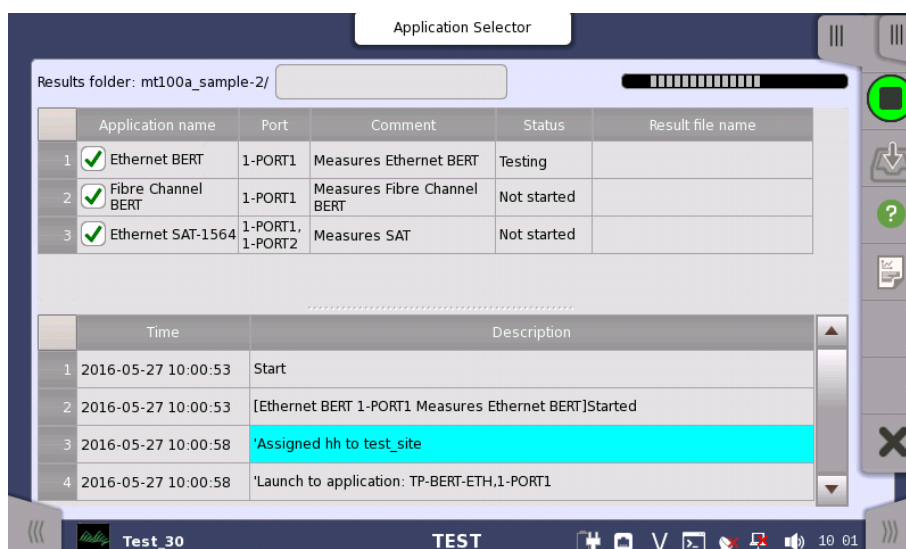 Application Selector
Results folder: mt100a_sample-2/
Application name Port Comment Status Result file name
1 Ethernet BERT 1-PORT1 Measures Ethernet BERT Testing
2 Fibre Channel BERT 1-PORT1 Measures Fibre Channel BERT Not started
3 Ethernet SAT-1564 1-PORT1, 1-PORT2 Measures SAT Not started
Time Description
1 2016-05-27 10:00:53 Start
2 2016-05-27 10:00:53 [Ethernet BERT 1-PORT1 Measures Ethernet BERT]Started
3 2016-05-27 10:00:58 'Assigned hh to test_site
4 2016-05-27 10:00:58 'Launch to application: TP-BERT-ETH,1-PORT1
Test_30 TEST V 10 01